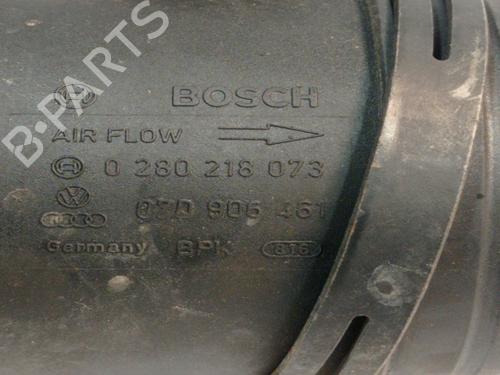 B-PARTS
BOSCH
AIR FLOW
0 280 218 073
07D 906 461
Germany BPK 816